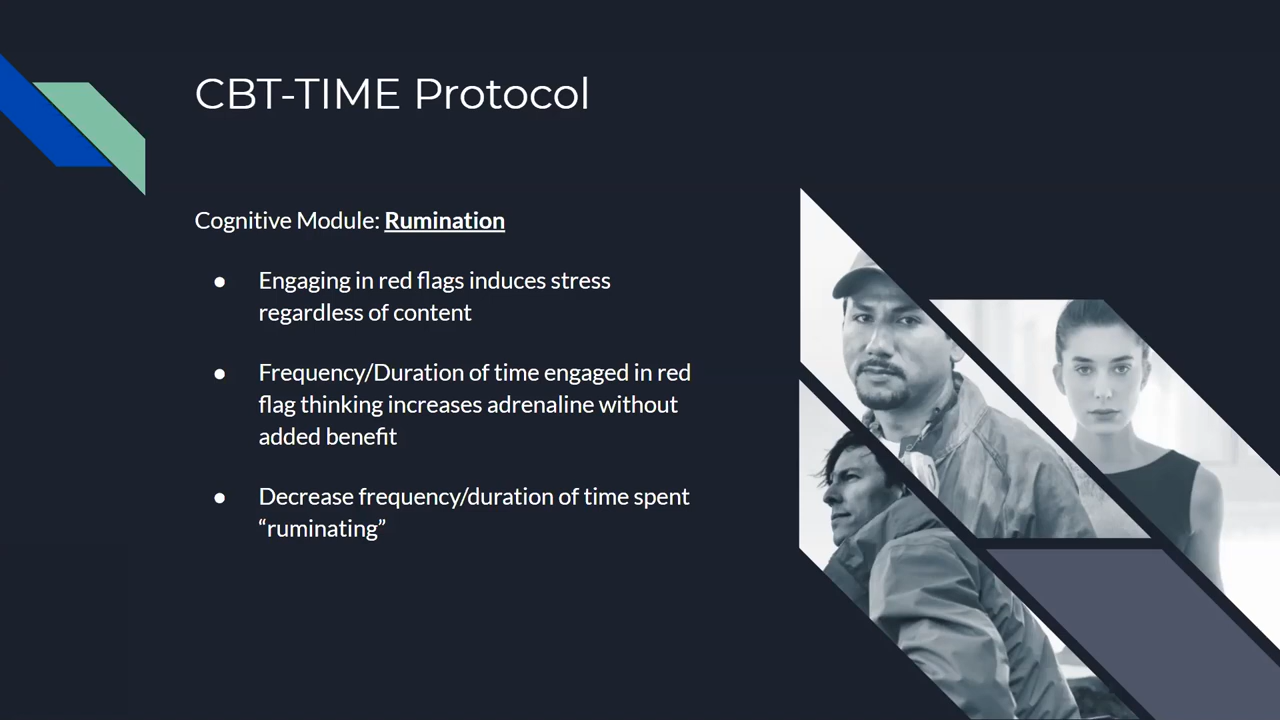 CBT-TIME Protocol
Cognitive Module: Rumination
● Engaging in red flags induces stress
regardless of content
● Frequency/Duration of time engaged in red
flag thinking increases adrenaline without
added benefit
● Decrease frequency/duration of time spent
“ruminating”